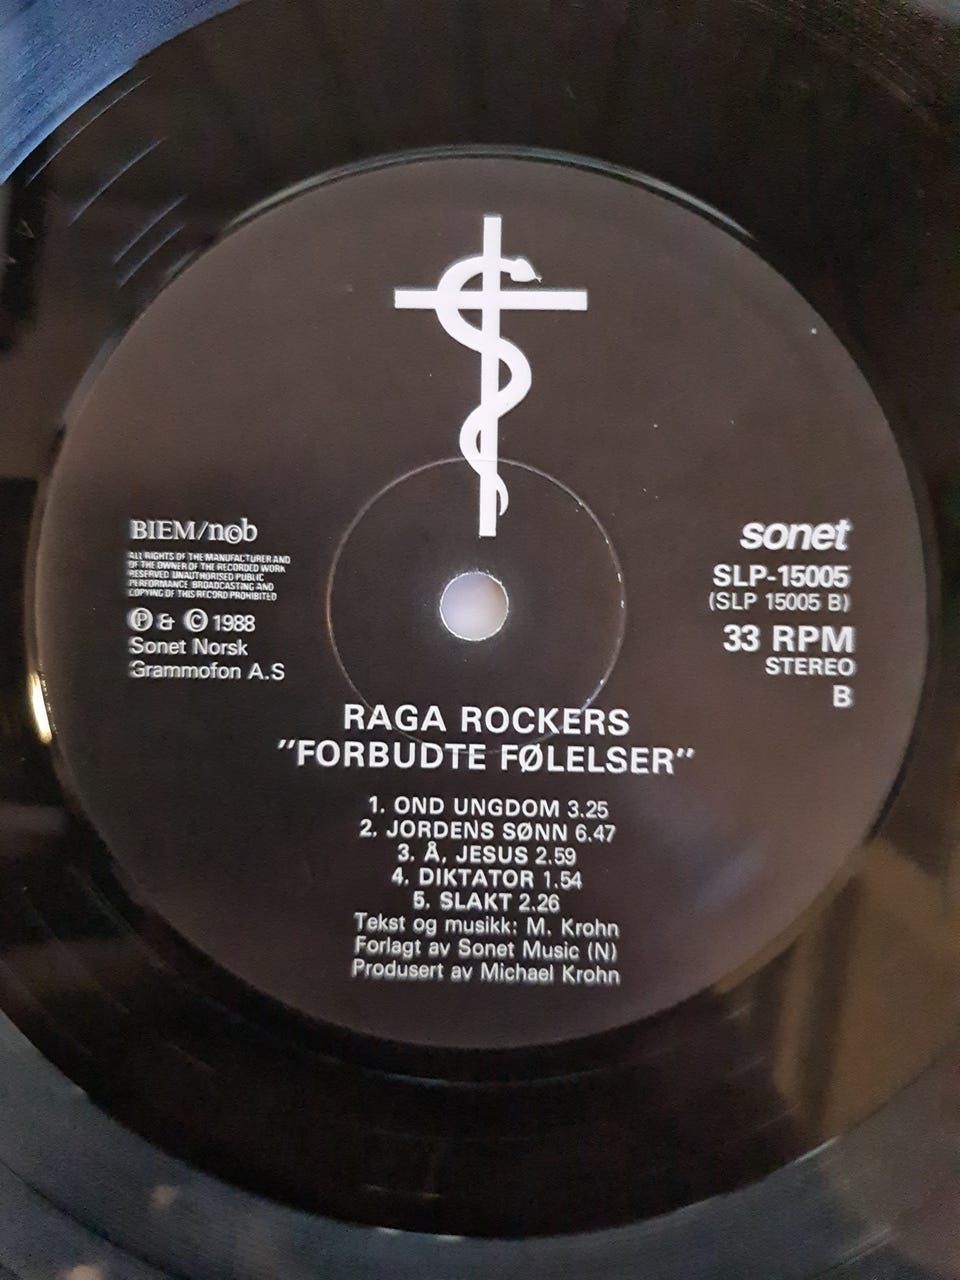 BIEM/n©b
ALL RIGHTS OF THE MANUFACTURER AND
OF THE OWNER OF THE RECORDED WORK
RESERVED UNAUTHORISED PUBLIC
PERFORMANCE BROADCASTING AND
COPYING OF THIS RECORD PROHIBITED
Ⓟ & © 1988
Sonet Norsk
Grammofon A.S
sonet
SLP-15005
(SLP 15005 B)
33 RPM
STEREO
B
RAGA ROCKERS
"FORBUDTE FØLELSER"
1. OND UNGDOM 3.25
2. JORDENS SØNN 6.47
3. Å, JESUS 2.59
4. DIKTATOR 1.54
5. SLAKT 2.26
Tekst og musikk: M. Krohn
Forlagt av Sonet Music (N)
Produsert av Michael Krohn